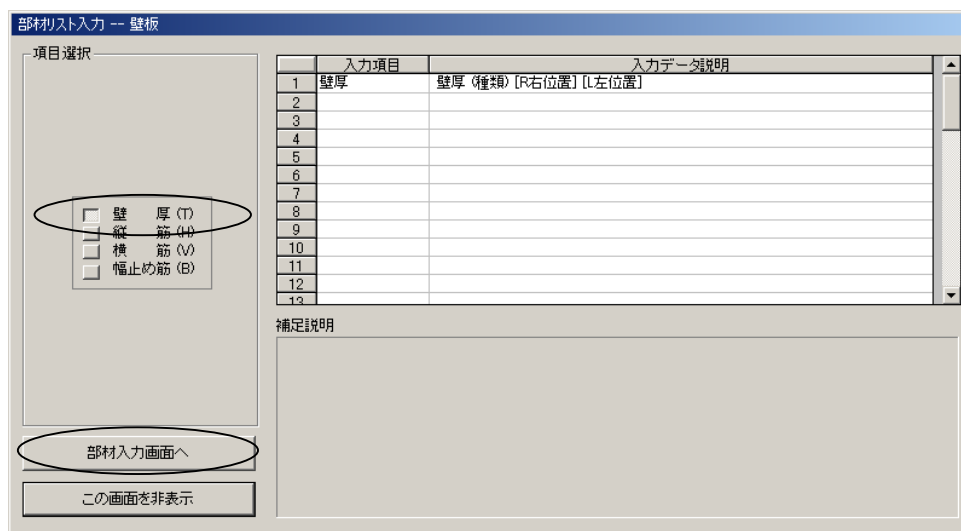 部材リスト入力 -- 壁板
項目選択
壁 厚 (T)
縦 筋 (H)
横 筋 (V)
幅止め筋 (B)
部材入力画面へ
この画面を非表示
入力項目 入力データ説明
1 壁厚 壁厚 (種類) [R右位置] [L左位置]
2
3
4
5
6
7
8
9
10
11
12
13
補足説明